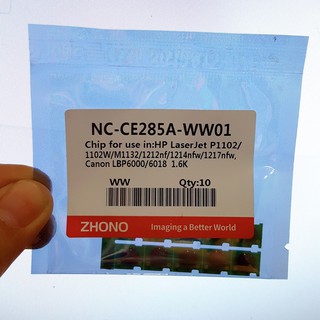 NC-CE285A-WW01
Chip for use in:HP LaserJet P1102/
1102W/M1132/1212nf/1214nfw/1217nfw,
Canon LBP6000/6018 1.6K
WW Qty:10
ZHONO Imaging a Better World